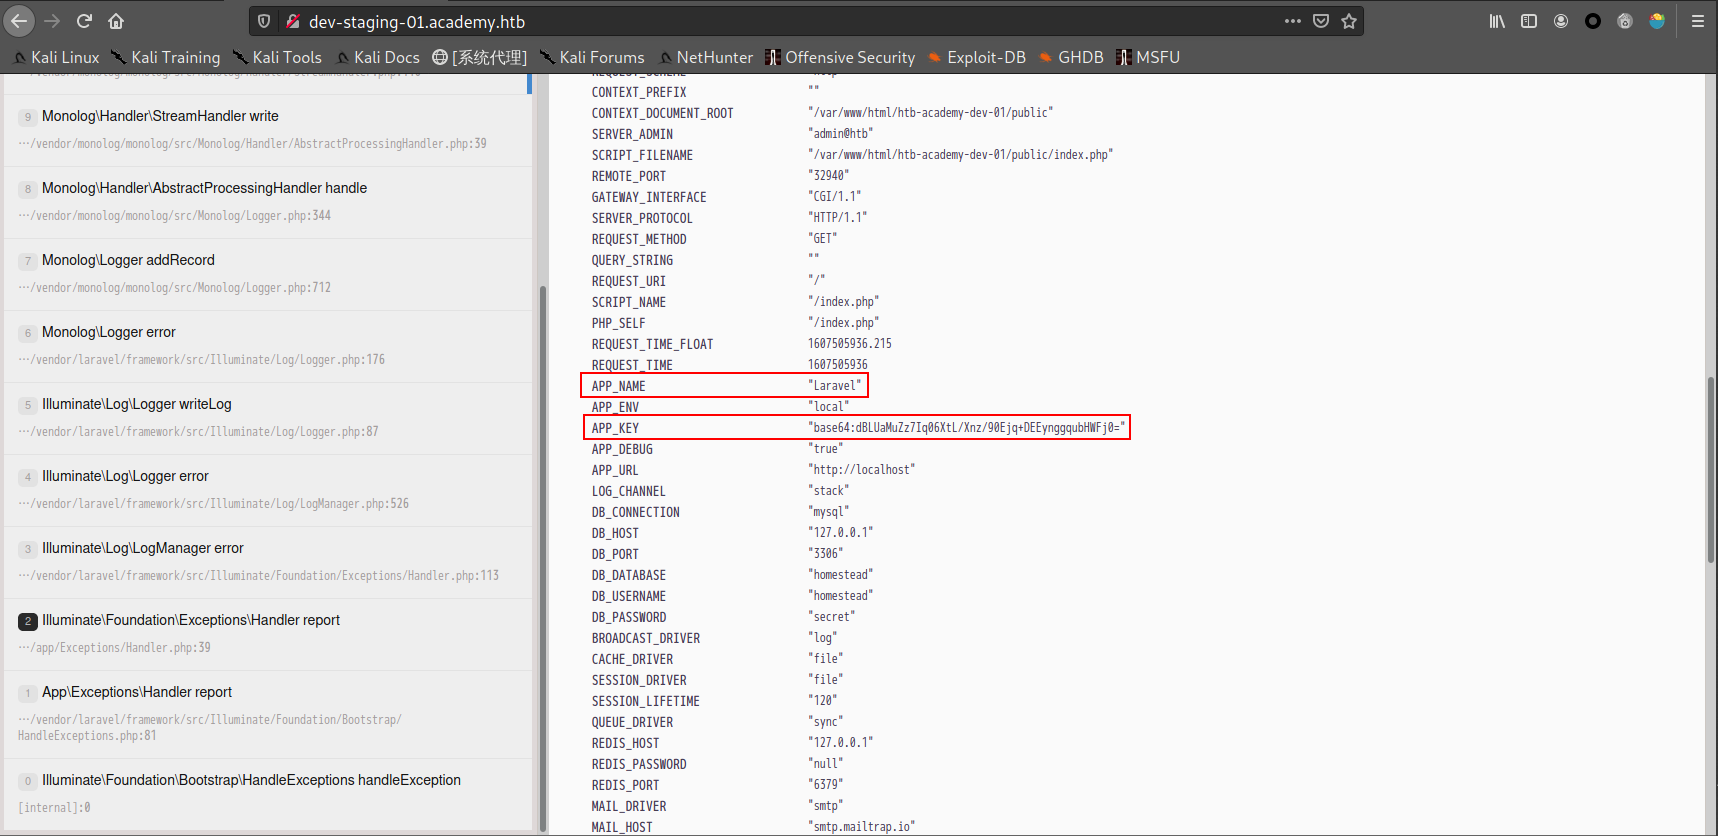 dev-staging-01.academy.htb
Kali Linux Kali Training Kali Tools Kali Docs [系统代理] Kali Forums NetHunter Offensive Security Exploit-DB GHDB MSFU
9 Monolog\Handler\StreamHandler write
…/vendor/monolog/monolog/src/Monolog/Handler/AbstractProcessingHandler.php:39
8 Monolog\Handler\AbstractProcessingHandler handle
…/vendor/monolog/monolog/src/Monolog/Logger.php:344
7 Monolog\Logger addRecord
…/vendor/monolog/monolog/src/Monolog/Logger.php:712
6 Monolog\Logger error
…/vendor/laravel/framework/src/Illuminate/Log/Logger.php:176
5 Illuminate\Log\Logger writeLog
…/vendor/laravel/framework/src/Illuminate/Log/Logger.php:87
4 Illuminate\Log\Logger error
…/vendor/laravel/framework/src/Illuminate/Log/LogManager.php:526
3 Illuminate\Log\LogManager error
…/vendor/laravel/framework/src/Illuminate/Foundation/Exceptions/Handler.php:113
2 Illuminate\Foundation\Exceptions\Handler report
…/app/Exceptions/Handler.php:39
1 App\Exceptions\Handler report
…/vendor/laravel/framework/src/Illuminate/Foundation/Bootstrap/
HandleExceptions.php:81
0 Illuminate\Foundation\Bootstrap\HandleExceptions handleException
[internal]:0
CONTEXT_PREFIX ""
CONTEXT_DOCUMENT_ROOT "/var/www/html/htb-academy-dev-01/public"
SERVER_ADMIN "admin@htb"
SCRIPT_FILENAME "/var/www/html/htb-academy-dev-01/public/index.php"
REMOTE_PORT "32940"
GATEWAY_INTERFACE "CGI/1.1"
SERVER_PROTOCOL "HTTP/1.1"
REQUEST_METHOD "GET"
QUERY_STRING ""
REQUEST_URI "/"
SCRIPT_NAME "/index.php"
PHP_SELF "/index.php"
REQUEST_TIME_FLOAT 1607505936.215
REQUEST_TIME 1607505936
APP_NAME "Laravel"
APP_ENV "local"
APP_KEY "base64:dBLUaMuZz7Iq06XtL/Xnz/90Ejq+DEEynggqubHWFj0="
APP_DEBUG "true"
APP_URL "http://localhost"
LOG_CHANNEL "stack"
DB_CONNECTION "mysql"
DB_HOST "127.0.0.1"
DB_PORT "3306"
DB_DATABASE "homestead"
DB_USERNAME "homestead"
DB_PASSWORD "secret"
BROADCAST_DRIVER "log"
CACHE_DRIVER "file"
SESSION_DRIVER "file"
SESSION_LIFETIME "120"
QUEUE_DRIVER "sync"
REDIS_HOST "127.0.0.1"
REDIS_PASSWORD "null"
REDIS_PORT "6379"
MAIL_DRIVER "smtp"
MAIL_HOST "smtp.mailtrap.io"